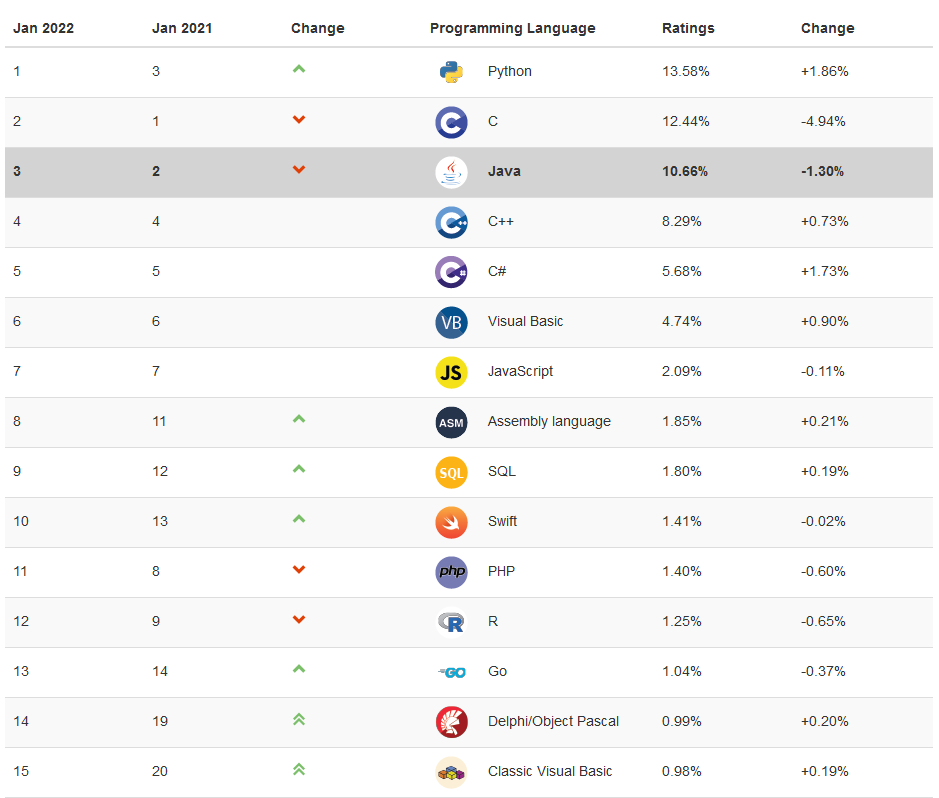 Jan 2022 Jan 2021 Change Programming Language Ratings Change
1 3 Python 13.58% +1.86%
2 1 C 12.44% -4.94%
3 2 Java 10.66% -1.30%
4 4 C++ 8.29% +0.73%
5 5 C# 5.68% +1.73%
6 6 VB Visual Basic 4.74% +0.90%
7 7 JS JavaScript 2.09% -0.11%
8 11 ASM Assembly language 1.85% +0.21%
9 12 SQL SQL 1.80% +0.19%
10 13 Swift 1.41% -0.02%
11 8 php PHP 1.40% -0.60%
12 9 R R 1.25% -0.65%
13 14 GO Go 1.04% -0.37%
14 19 Delphi/Object Pascal 0.99% +0.20%
15 20 Classic Visual Basic 0.98% +0.19%